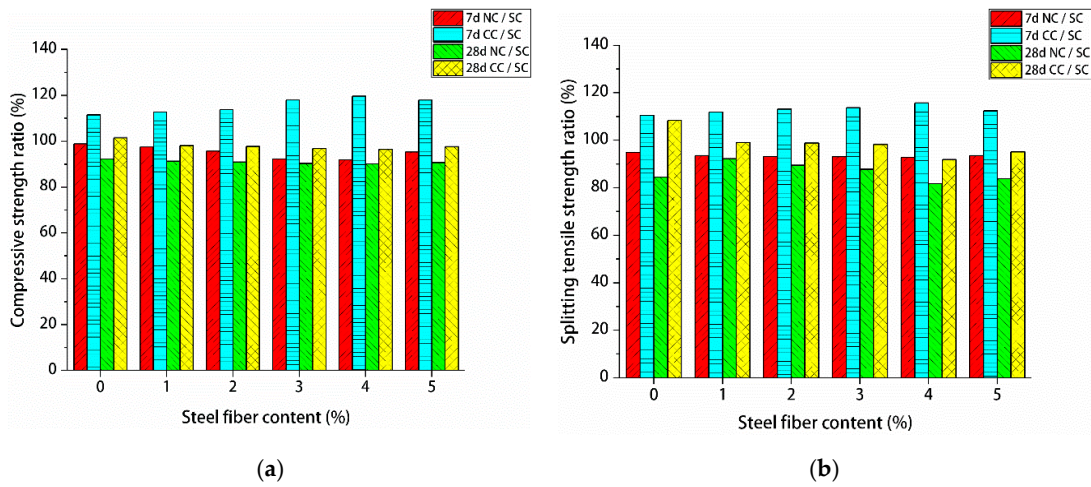 7d NC / SC
7d CC / SC
28d NC / SC
28d CC / SC
Compressive strength ratio (%)
140
120
100
80
60
40
20
0
0 1 2 3 4 5
Steel fiber content (%)
(a)
7d NC / SC
7d CC / SC
28d NC / SC
28d CC / SC
Splitting tensile strength ratio (%)
140
120
100
80
60
40
20
0
0 1 2 3 4 5
Steel fiber content (%)
(b)